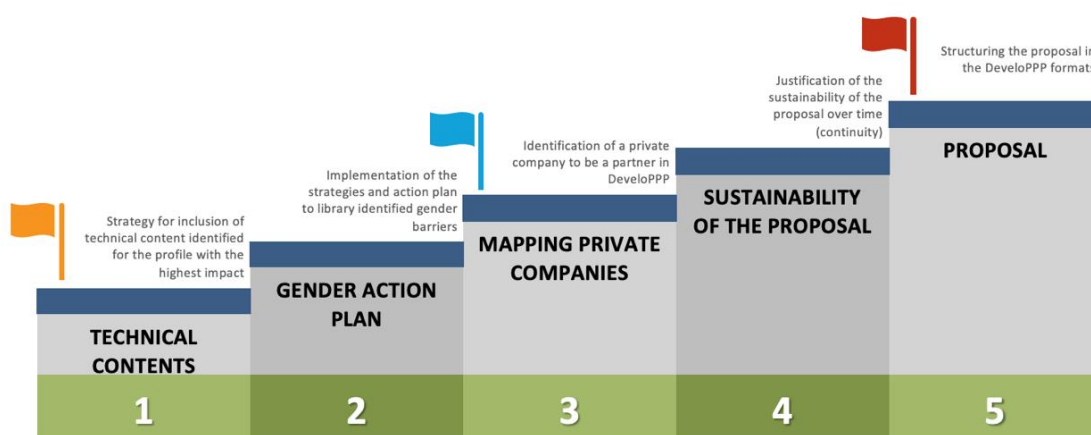 Strategy for inclusion of
technical content identified
for the profile with the
highest impact
TECHNICAL
CONTENTS
1
Implementation of the
strategies and action plan
to library identified gender
barriers
GENDER ACTION
PLAN
2
Identification of a private
company to be a partner in
DeveloPPP
MAPPING PRIVATE
COMPANIES
3
Justification of the
sustainability of the
proposal over time
(continuity)
SUSTAINABILITY
OF THE PROPOSAL
4
Structuring the proposal in
the DeveloPPP formats
PROPOSAL
5